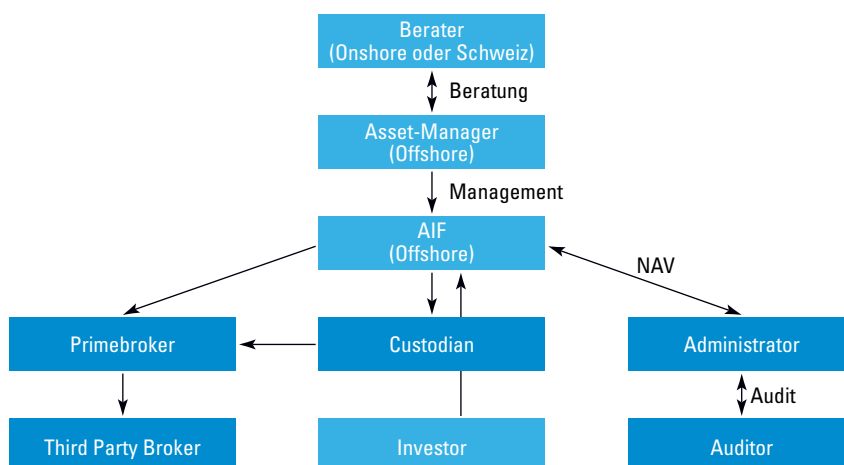 Berater
(Onshore oder Schweiz)
Beratung
Asset-Manager
(Offshore)
Management
AIF
(Offshore)
NAV
Primebroker
Custodian
Administrator
Audit
Third Party Broker
Investor
Auditor